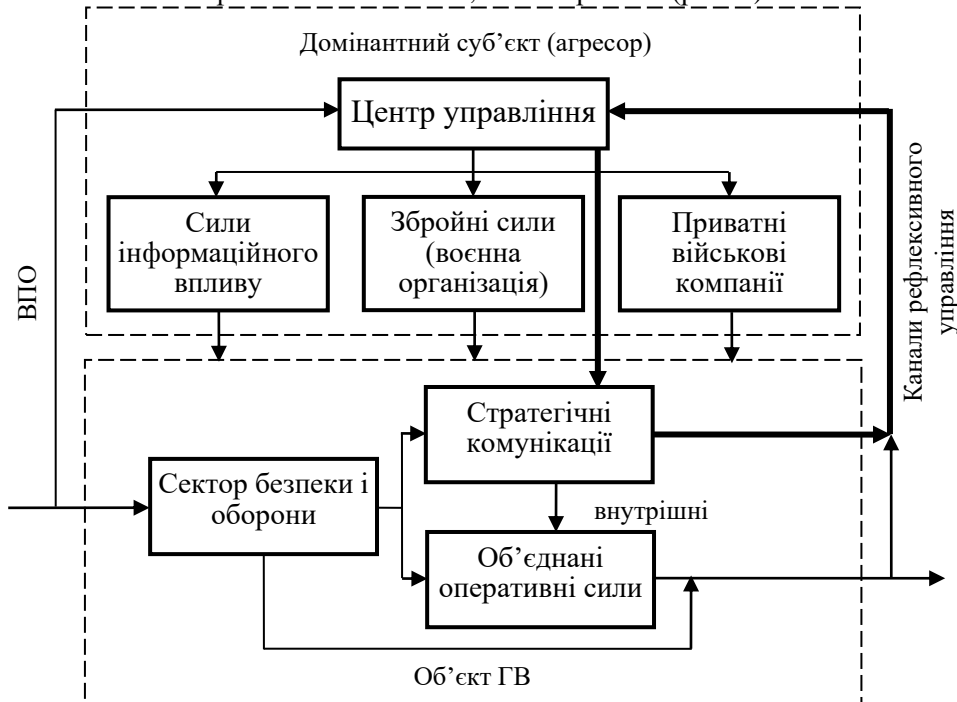 Домінантний суб’єкт (агресор)
Центр управління
Сили
інформаційного
впливу
Збройні сили
(воєнна
організація)
Приватні
військові
компанії
ВПО
Канали рефлексивного
управління
Стратегічні
комунікації
Сектор безпеки і
оборони
внутрішні
Об’єднані
оперативні сили
Об’єкт ГВ